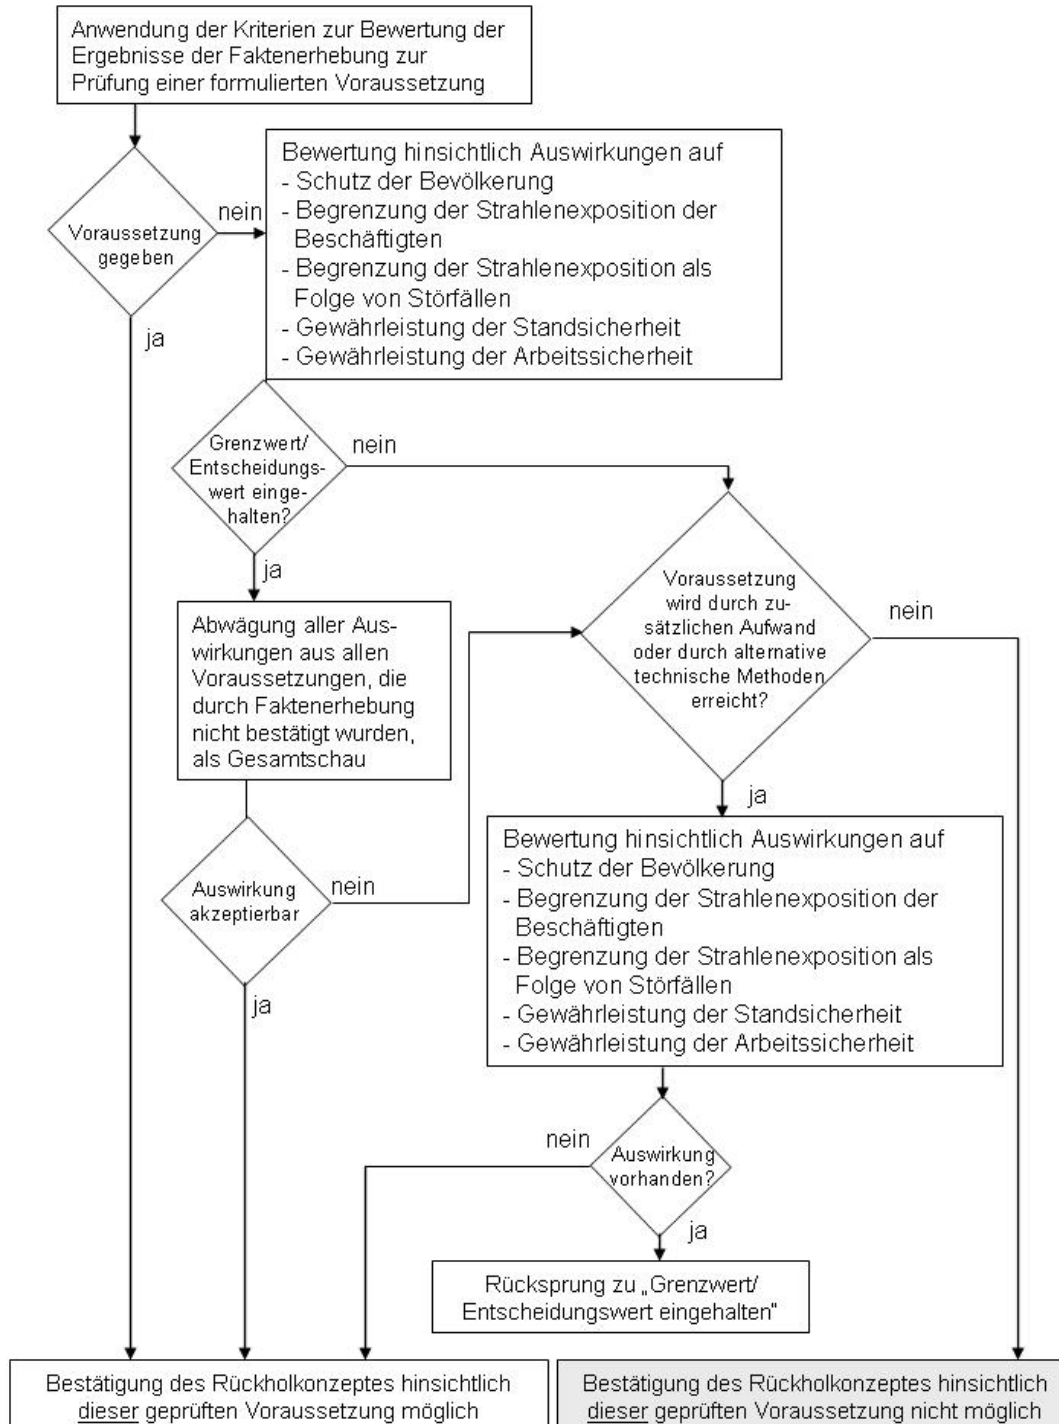 Anwendung der Kriterien zur Bewertung der
Ergebnisse der Faktenerhebung zur
Prüfung einer formulierten Voraussetzung
Voraussetzung
gegeben
nein
ja
Bewertung hinsichtlich Auswirkungen auf
- Schutz der Bevölkerung
- Begrenzung der Strahlenexposition der
Beschäftigten
- Begrenzung der Strahlenexposition als
Folge von Störfällen
- Gewährleistung der Standsicherheit
- Gewährleistung der Arbeitssicherheit
Grenzwert/
Entscheidungs-
wert einge-
halten?
nein
ja
Abwägung aller Aus-
wirkungen aus allen
Voraussetzungen, die
durch Faktenerhebung
nicht bestätigt wurden,
als Gesamtschau
Voraussetzung
wird durch zu-
sätzlichen Aufwand
oder durch alternative
technische Methoden
erreicht?
nein
ja
Auswirkung
akzeptierbar
nein
ja
Bewertung hinsichtlich Auswirkungen auf
- Schutz der Bevölkerung
- Begrenzung der Strahlenexposition der
Beschäftigten
- Begrenzung der Strahlenexposition als
Folge von Störfällen
- Gewährleistung der Standsicherheit
- Gewährleistung der Arbeitssicherheit
nein
Auswirkung
vorhanden?
ja
Rücksprung zu „Grenzwert/
Entscheidungswert eingehalten“
Bestätigung des Rückholkonzeptes hinsichtlich
dieser geprüften Voraussetzung möglich
Bestätigung des Rückholkonzeptes hinsichtlich
dieser geprüften Voraussetzung nicht möglich